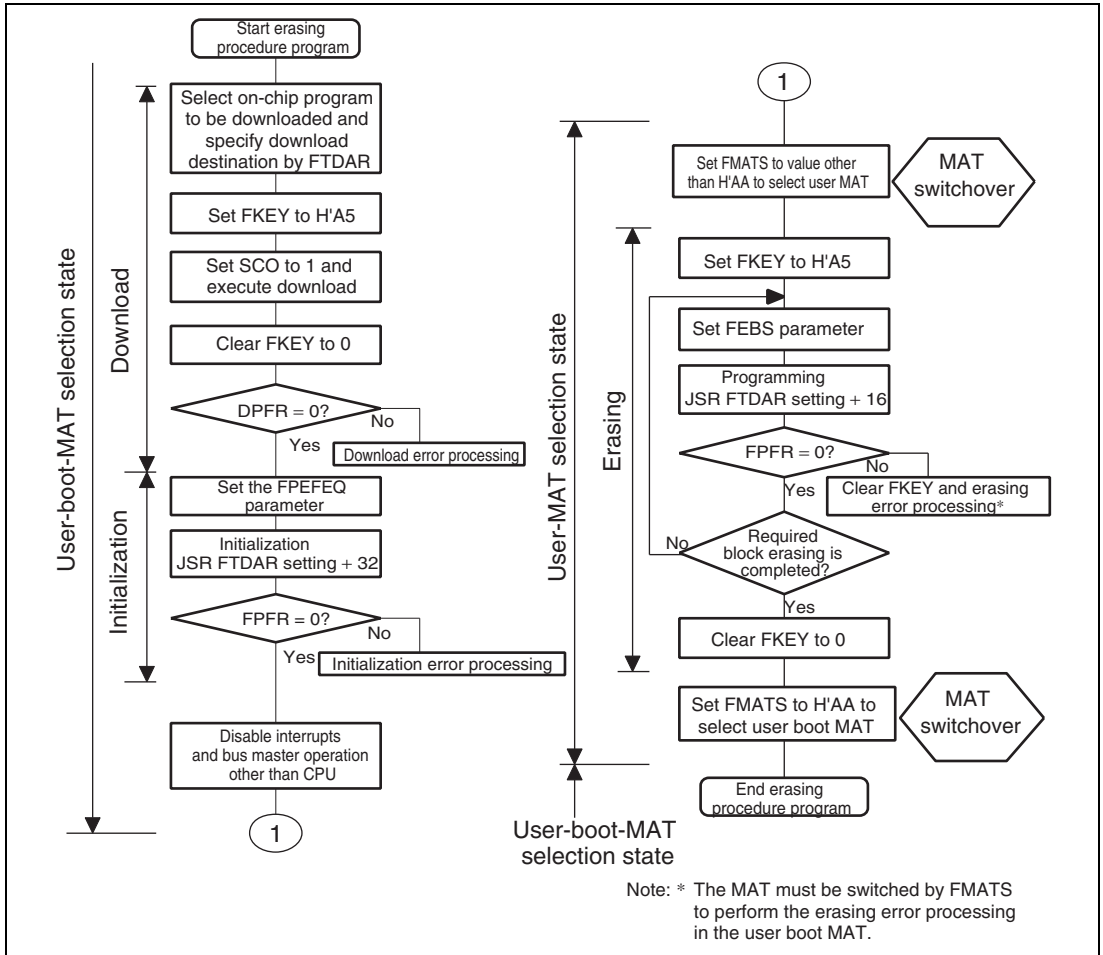 Start erasing
procedure program
User-boot-MAT selection state
Download
Select on-chip program
to be downloaded and
specify download
destination by FTDAR
Set FKEY to H'A5
Set SCO to 1 and
execute download
Clear FKEY to 0
DPFR = 0?
No
Yes
Download error processing
Initialization
Set the FPEFEQ
parameter
Initialization
JSR FTDAR setting + 32
FPFR = 0?
No
Yes
Initialization error processing
Disable interrupts
and bus master operation
other than CPU
1
1
User-MAT selection state
Set FMATS to value other
than H'AA to select user MAT
MAT
switchover
Erasing
Set FKEY to H'A5
Set FEBS parameter
Programming
JSR FTDAR setting + 16
FPFR = 0?
No
Yes
Clear FKEY and erasing
error processing*
No
Required
block erasing is
completed?
Yes
Clear FKEY to 0
Set FMATS to H'AA to
select user boot MAT
MAT
switchover
End erasing
procedure program
User-boot-MAT
selection state
Note: * The MAT must be switched by FMATS
to perform the erasing error processing
in the user boot MAT.